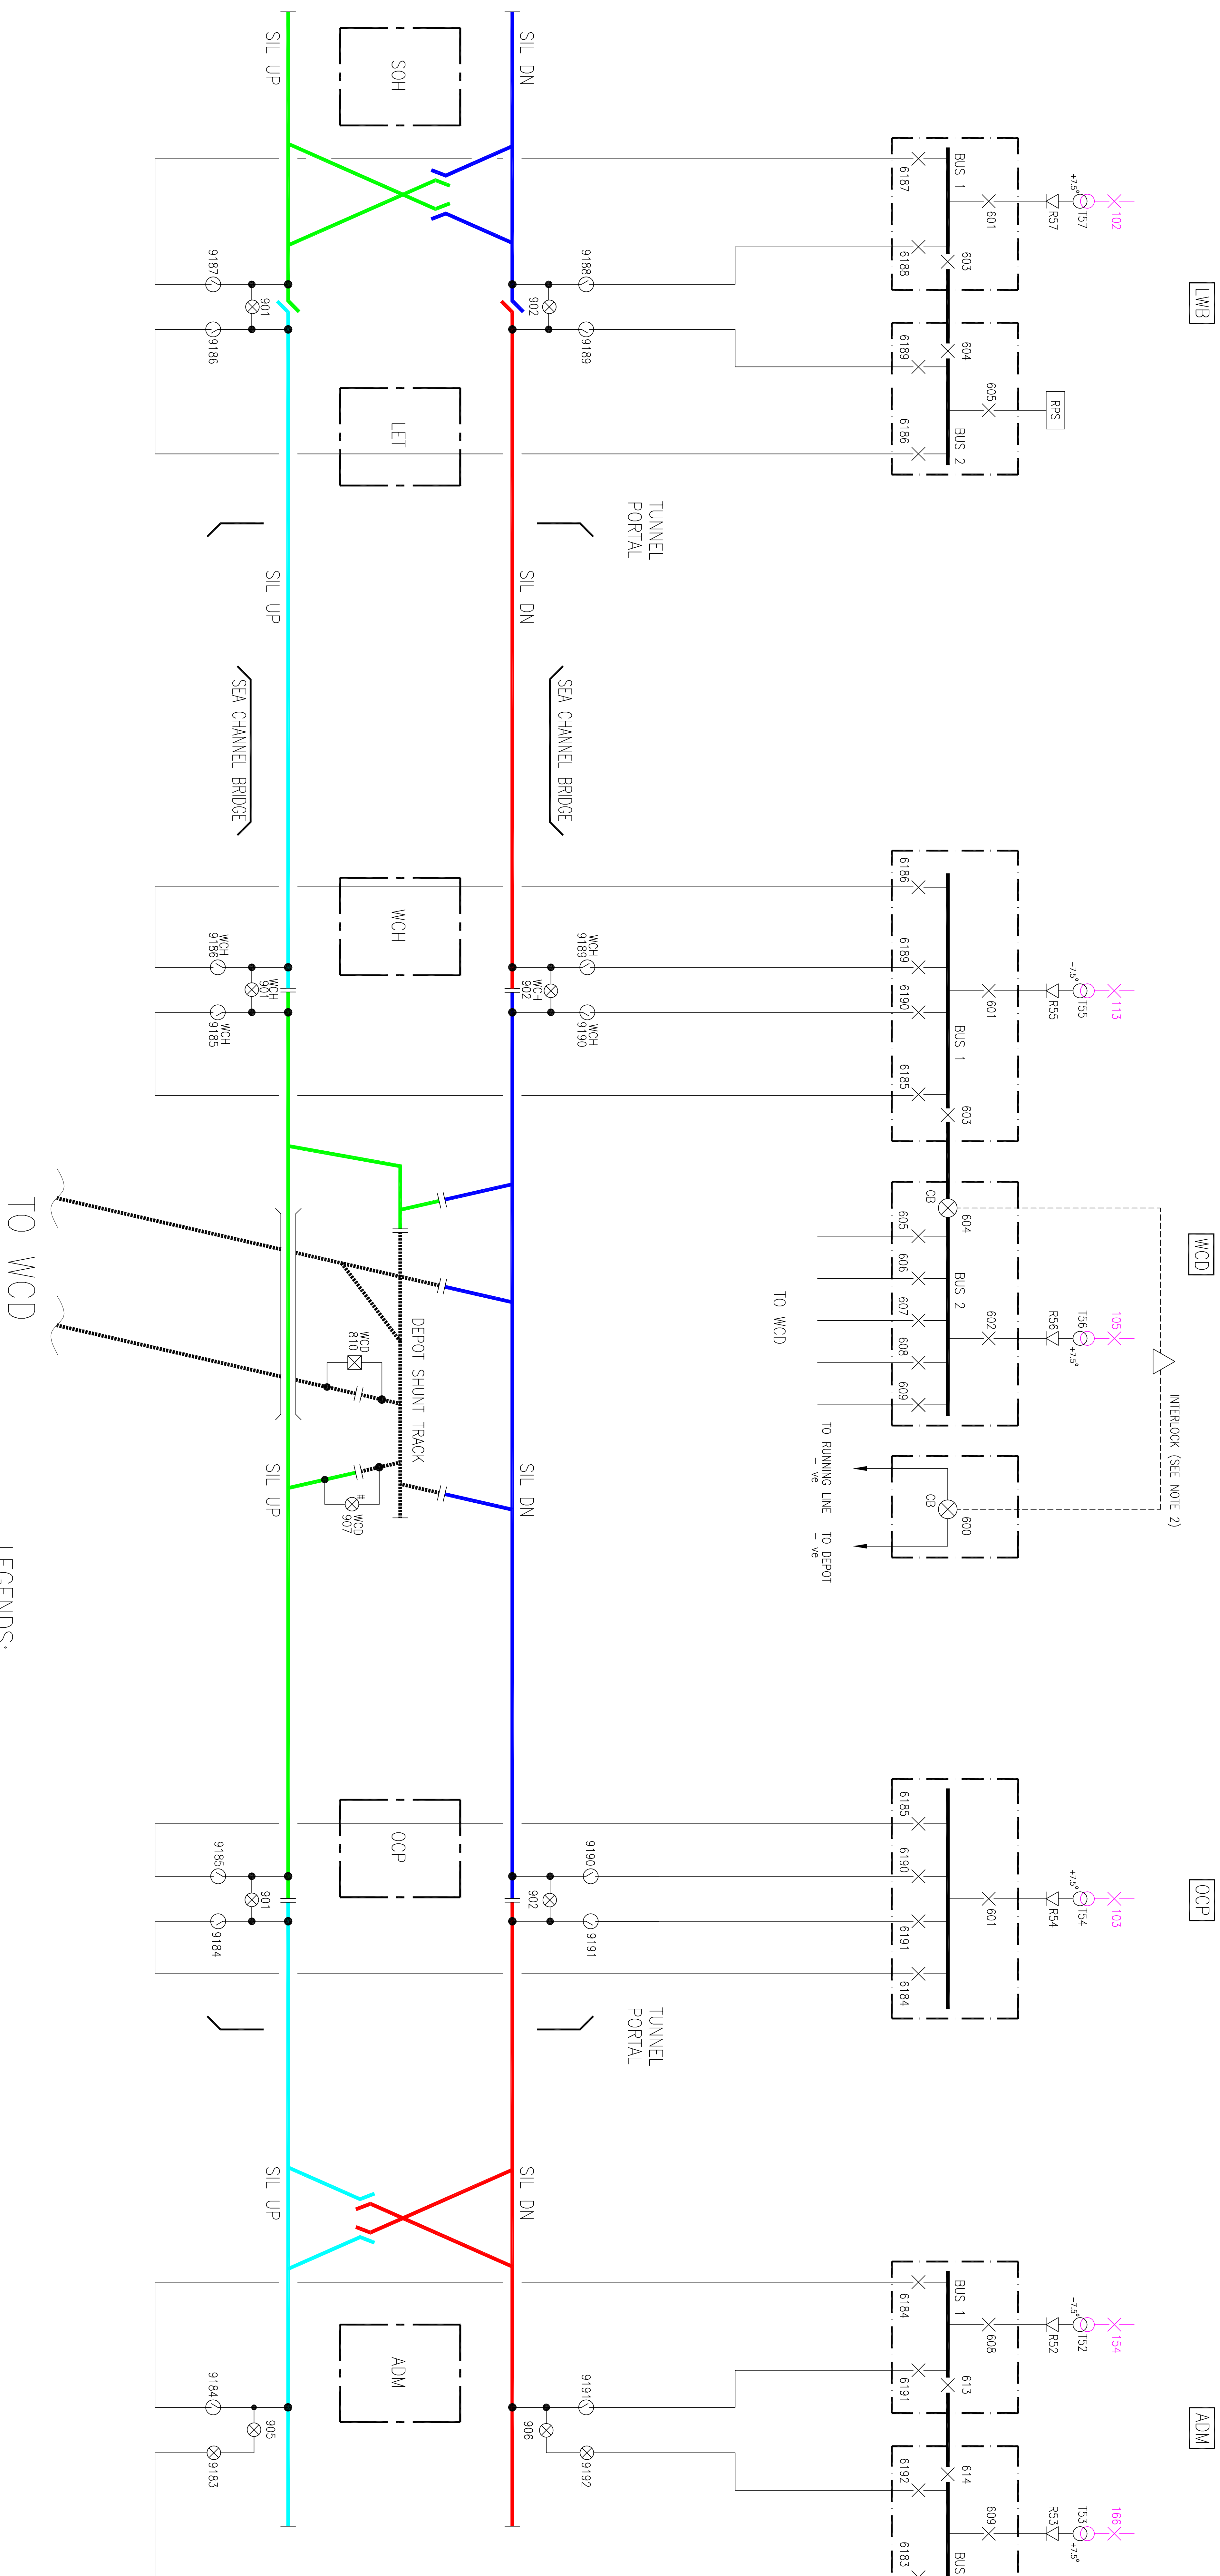 LWB
WCD
OCP
ADM
102
T57
+7.5°
R57
601
BUS 1
603
6187
6188
604
605
RPS
BUS 2
6189
6186
113
T55
-7.5°
R55
601
BUS 1
603
6186
6189
6190
6185
INTERLOCK (SEE NOTE 2)
105
T56
+7.5°
R56
602
CB
604
BUS 2
605
606
607
608
609
TO WCD
CB
600
TO RUNNING LINE
- ve
TO DEPOT
- ve
103
T54
+7.5°
R54
601
6185
6190
6191
6184
154
T52
-7.5°
R52
608
BUS 1
613
6184
6191
166
T53
+7.5°
R53
609
614
BUS
6192
6183
TUNNEL
PORTAL
TUNNEL
PORTAL
9188
902
9189
SEA CHANNEL BRIDGE
WCH
9189
WCH
902
WCH
9190
9190
902
9191
9191
906
9192
SIL DN
SIL DN
SIL DN
SIL DN
SOH
LET
WCH
DEPOT SHUNT TRACK
WCD
810
WCD
907
OCP
ADM
SIL UP
SIL UP
SIL UP
SIL UP
9187
901
9186
SEA CHANNEL BRIDGE
WCH
9186
WCH
901
WCH
9185
9185
901
9184
9184
905
9183
TO WCD
LEGENDS: